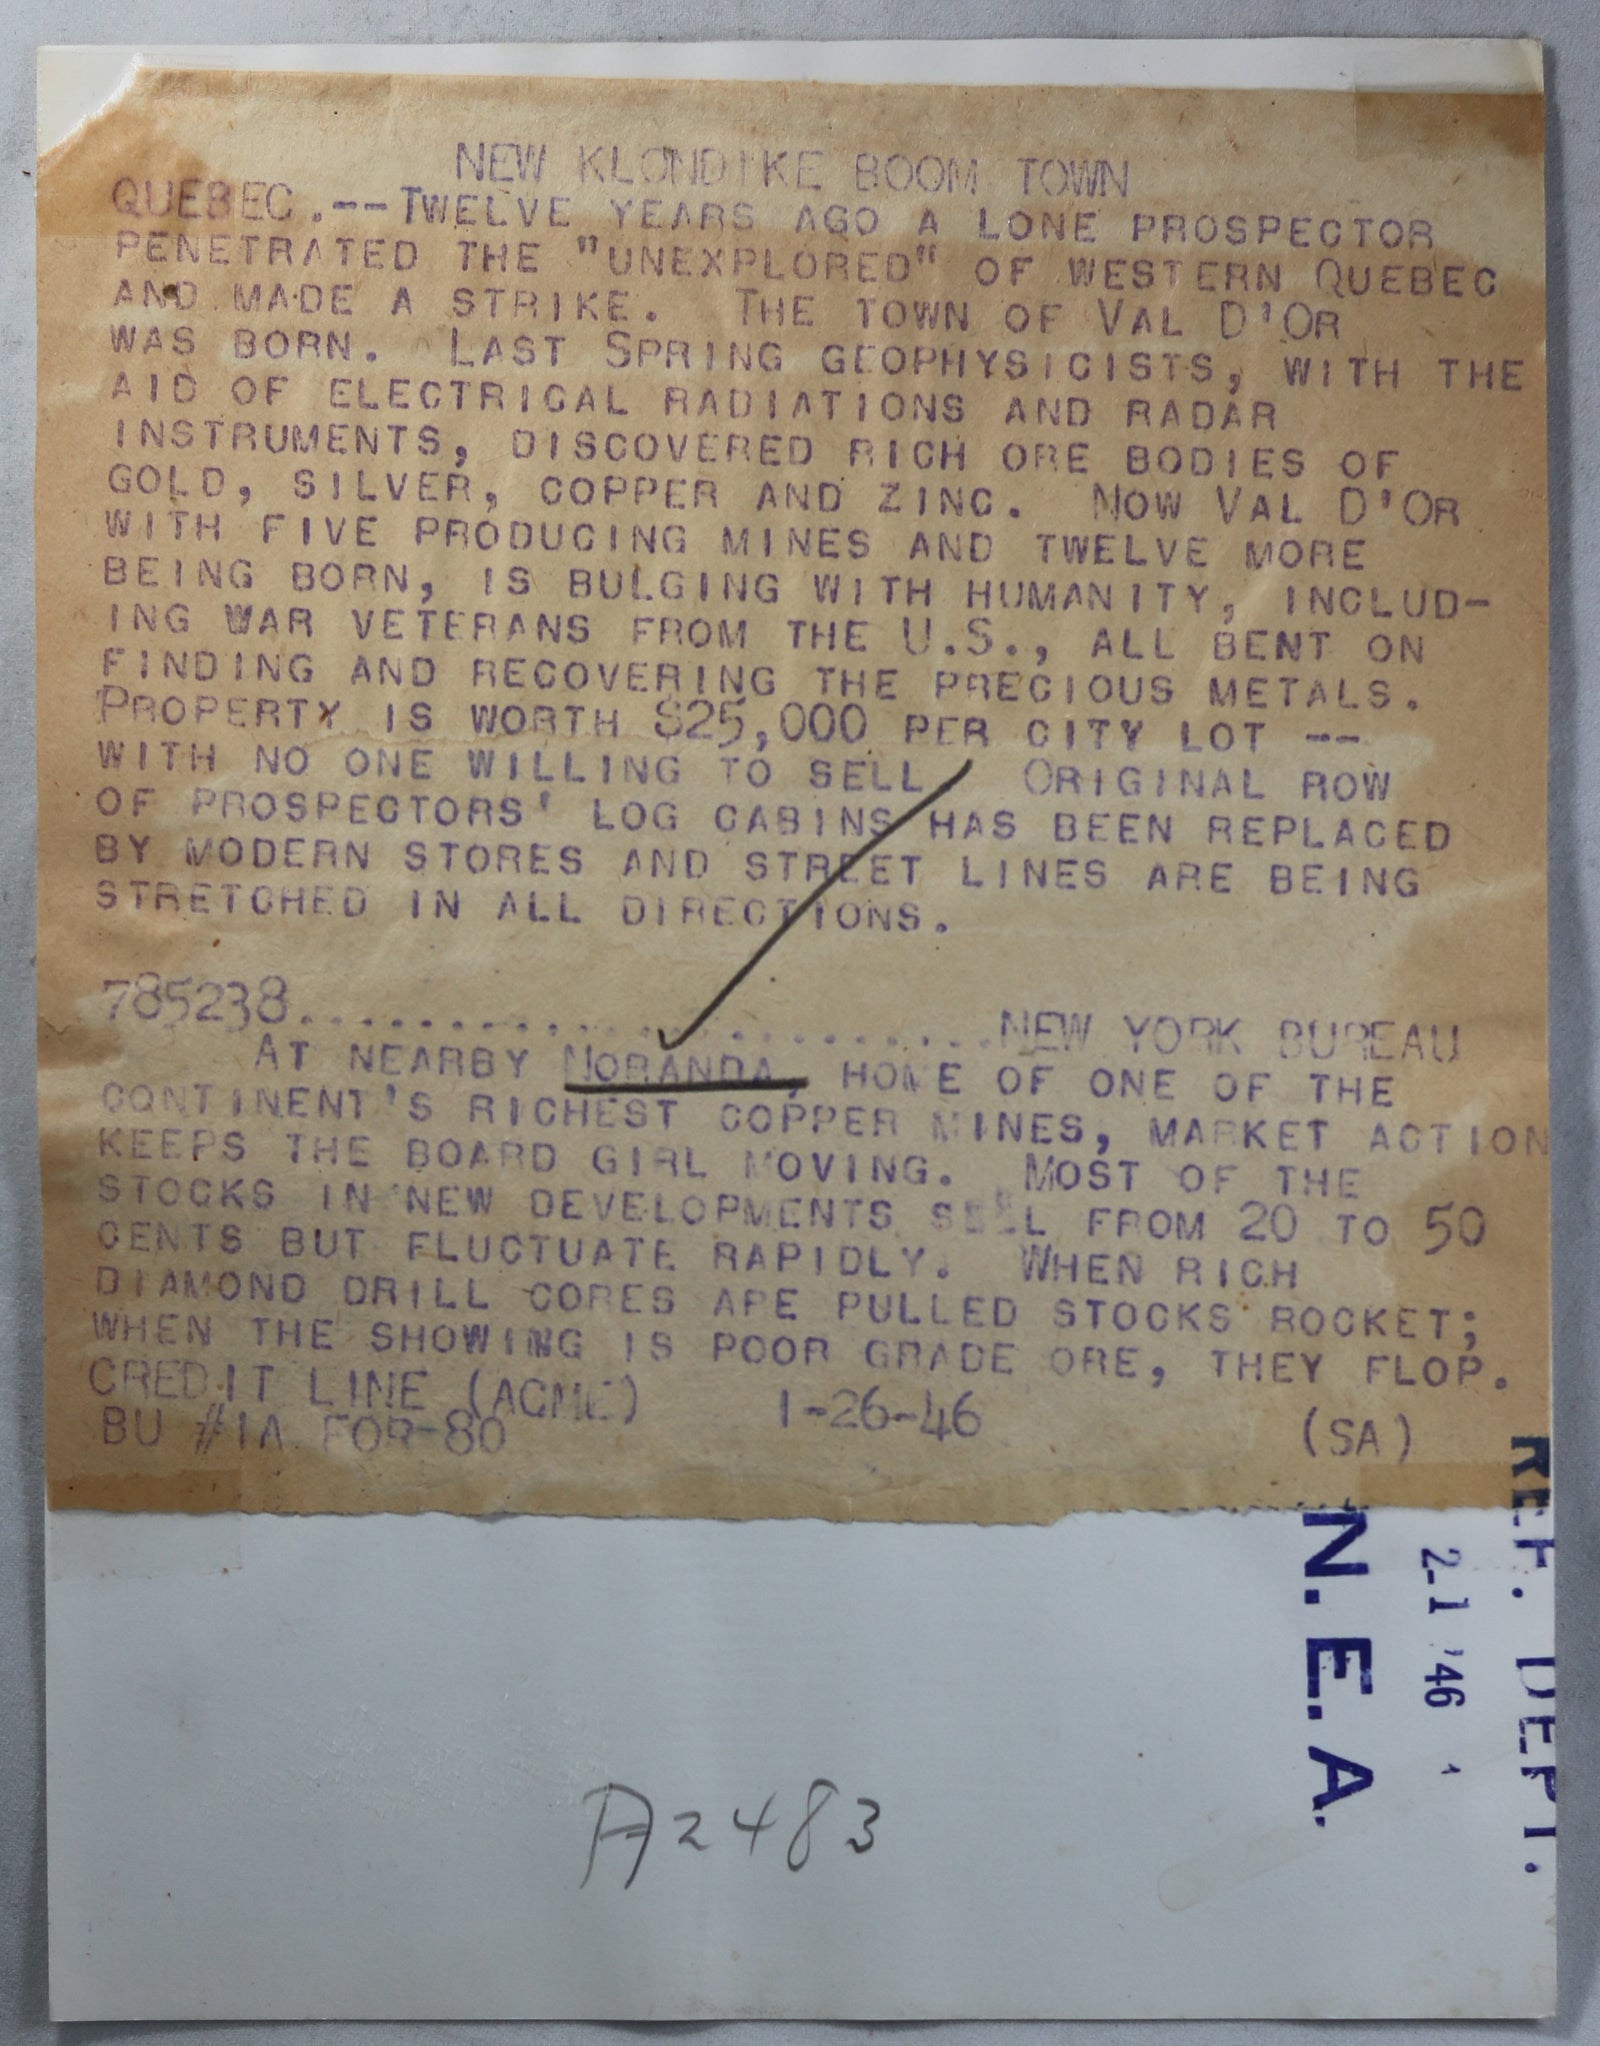 NEW KLONDIKE BOOM TOWN
QUEBEC.--TWELVE YEARS AGO A LONE PROSPECTOR
PENETRATED THE "UNEXPLORED" OF WESTERN QUEBEC
AND MADE A STRIKE. THE TOWN OF VAL D'OR
WAS BORN. LAST SPRING GEOPHYSICISTS, WITH THE
AID OF ELECTRICAL RADIATIONS AND RADAR
INSTRUMENTS, DISCOVERED RICH ORE BODIES OF
GOLD, SILVER, COPPER AND ZINC. NOW VAL D'OR
WITH FIVE PRODUCING MINES AND TWELVE MORE
BEING BORN, IS BULGING WITH HUMANITY, INCLUD-
ING WAR VETERANS FROM THE U.S., ALL BENT ON
FINDING AND RECOVERING THE PRECIOUS METALS.
PROPERTY IS WORTH $25,000 PER CITY LOT --
WITH NO ONE WILLING TO SELL. ORIGINAL ROW
OF PROSPECTORS' LOG CABINS HAS BEEN REPLACED
BY MODERN STORES AND STREET LINES ARE BEING
STRETCHED IN ALL DIRECTIONS.
785238.........................NEW YORK BUREAU
AT NEARBY NORANDA, HOME OF ONE OF THE
CONTINENT'S RICHEST COPPER MINES, MARKET ACTION
KEEPS THE BOARD GIRL MOVING. MOST OF THE
STOCKS IN NEW DEVELOPMENTS SELL FROM 20 TO 50
CENTS BUT FLUCTUATE RAPIDLY. WHEN RICH
DIAMOND DRILL CORES ARE PULLED STOCKS ROCKET;
WHEN THE SHOWING IS POOR GRADE ORE, THEY FLOP.
CREDIT LINE (ACME) 1-26-46
BU #1A FOR-80 (SA)
REF. DEPT.
2-1 '46
N. E. A.
A2483